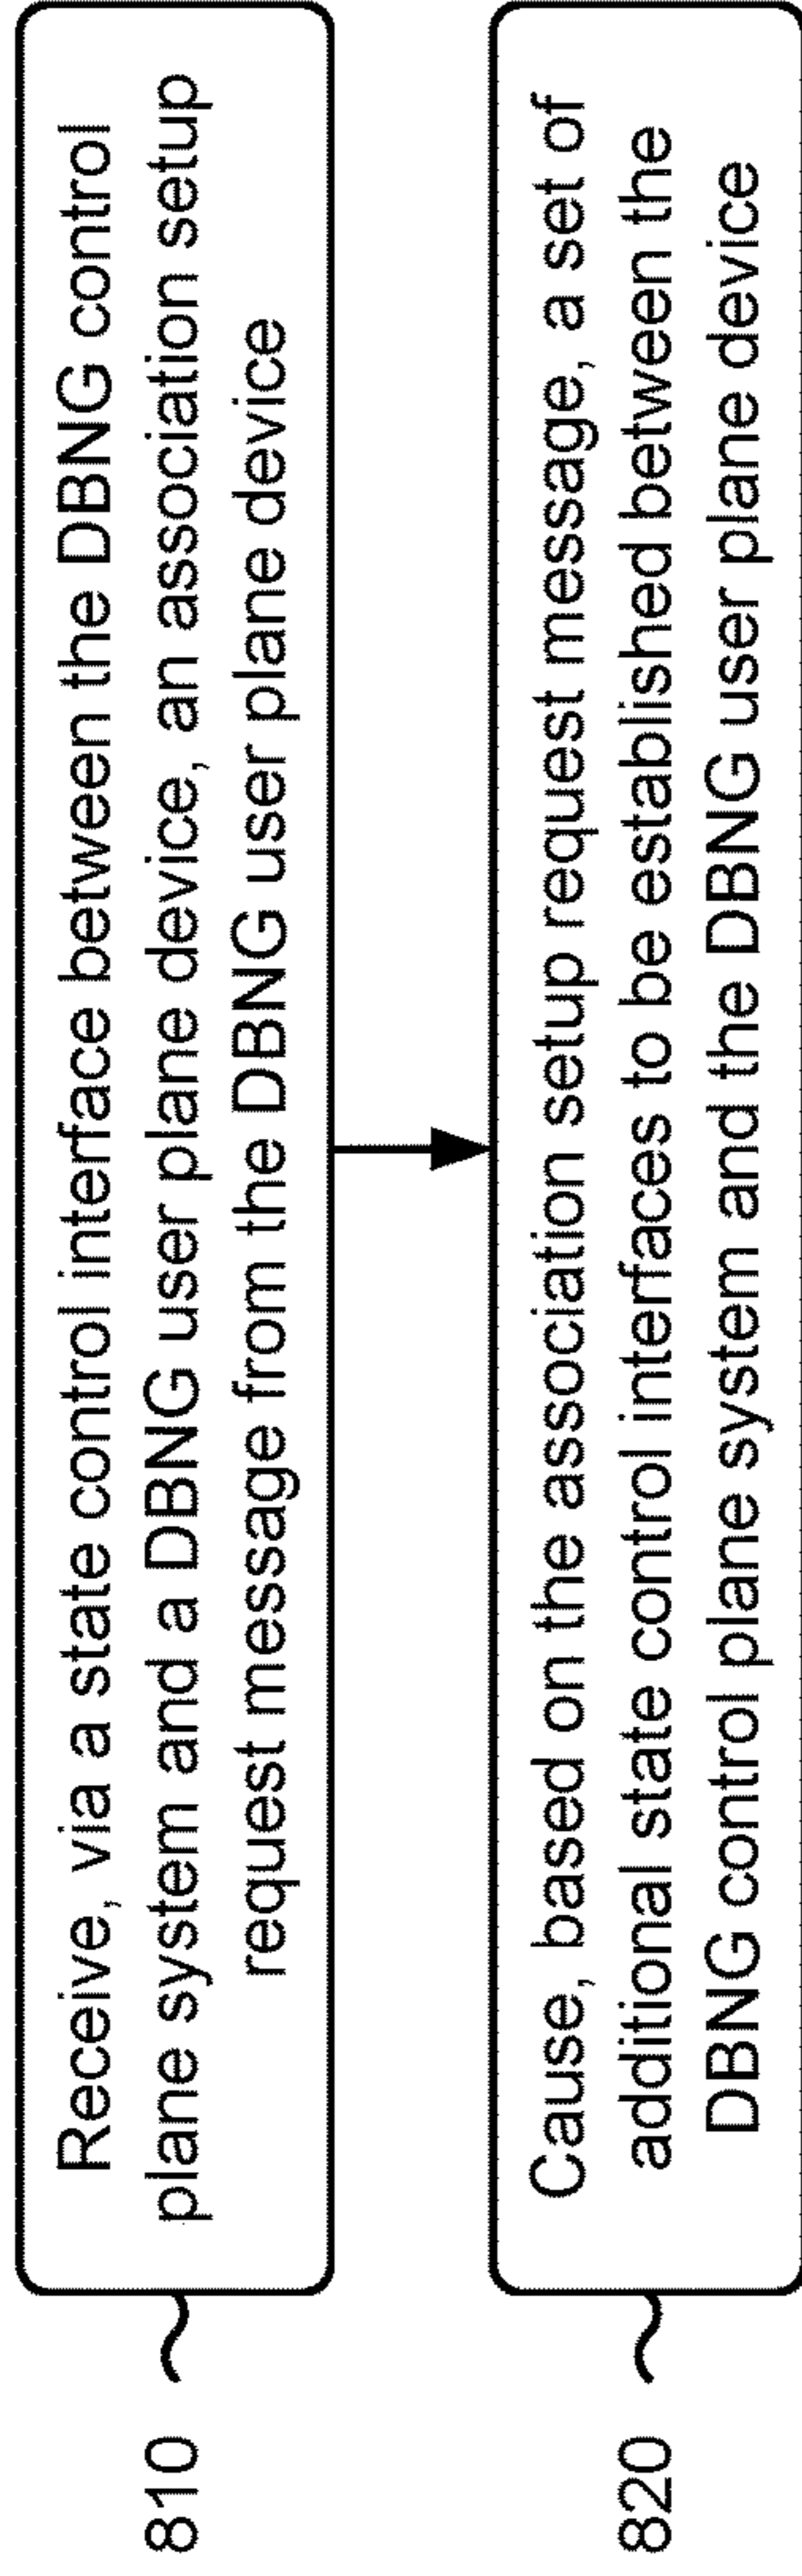 810
Receive, via a state control interface between the DBNG control
plane system and a DBNG user plane device, an association setup
request message from the DBNG user plane device
820
Cause, based on the association setup request message, a set of
additional state control interfaces to be established between the
DBNG control plane system and the DBNG user plane device